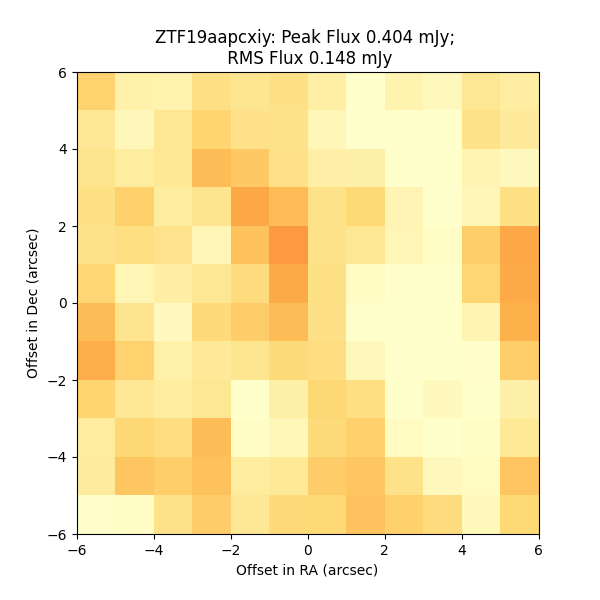 ZTF19aapcxiy: Peak Flux 0.404 mJy;
RMS Flux 0.148 mJy
6
4
2
0
−2
−4
−6
Offset in Dec (arcsec)
−6 −4 −2 0 2 4 6
Offset in RA (arcsec)